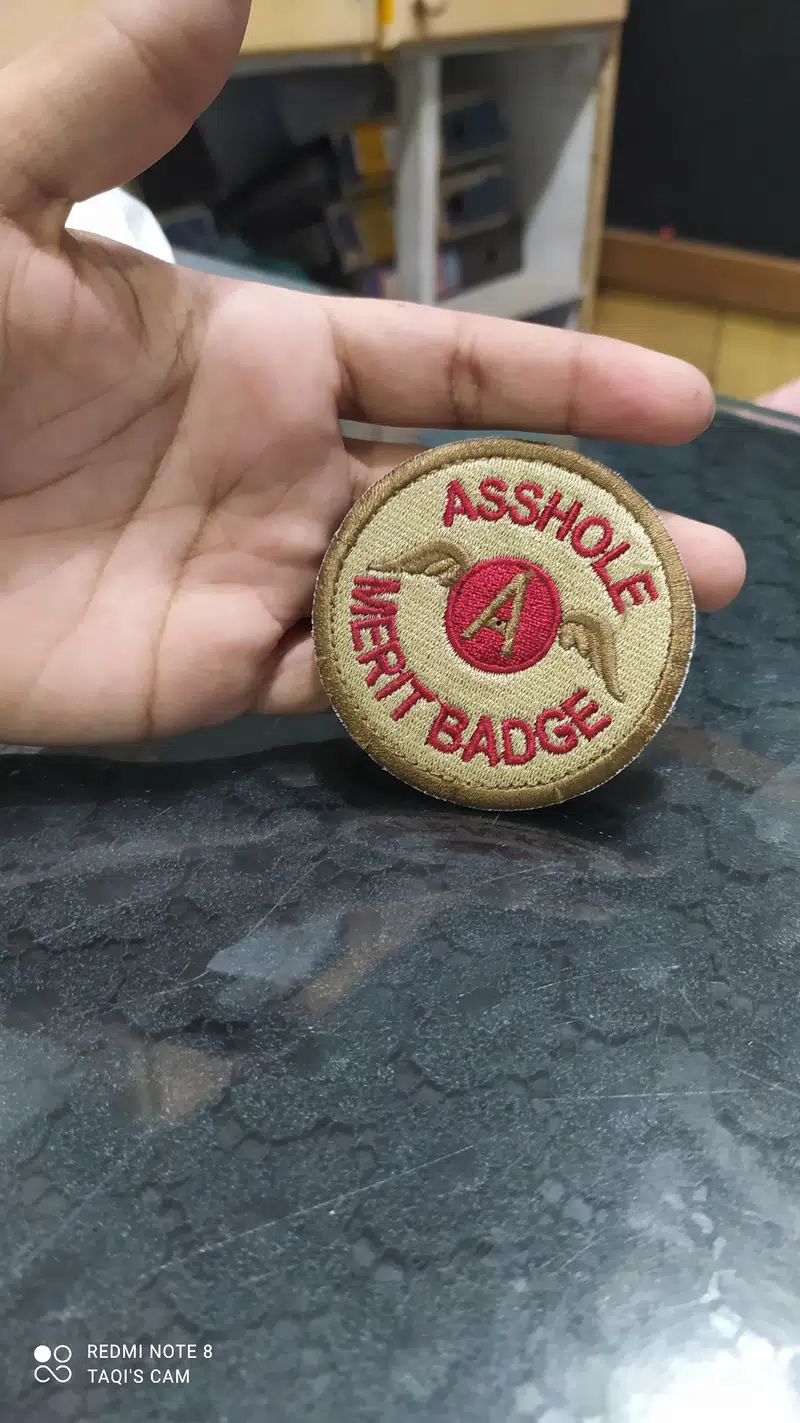 ASSHOLE
A
MERIT BADGE
REDMI NOTE 8
TAQI'S CAM